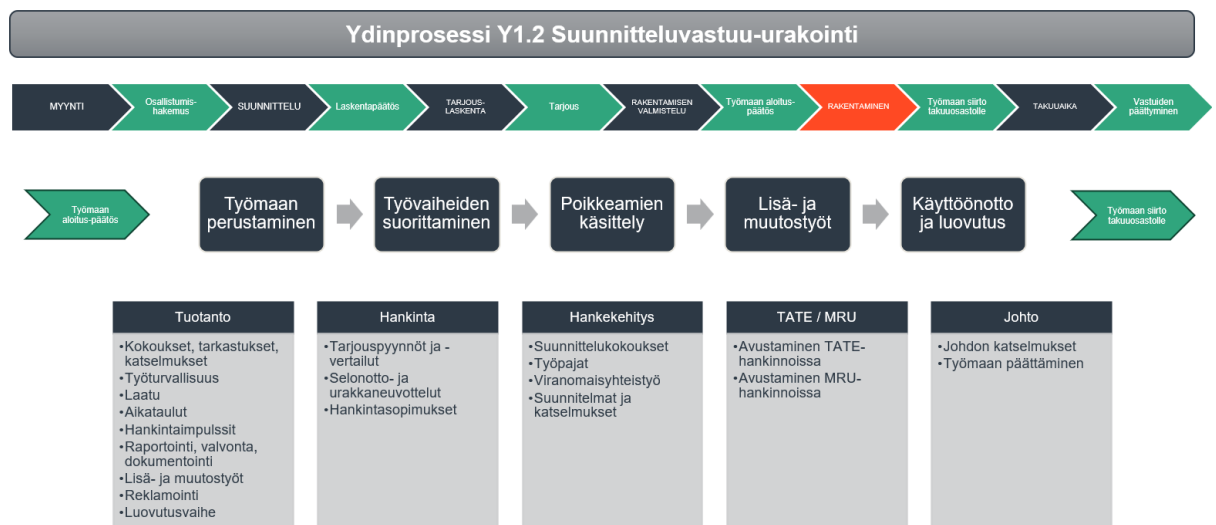 Ydinprosessi Y1.2 Suunnitteluvastuu-urakointi
MYYNTI
Osallistumis-
hakemus
SUUNNITTELU
Laskentapäätös
TARJOUS-
LASKENTA
Tarjous
RAKENTAMISEN
VALMISTELU
Työmaan aloitus-
päätös
RAKENTAMINEN
Työmaan siirto
takuuosastolle
TAKUUAIKA
Vastuiden
päättyminen
Työmaan
aloitus-päätös
Työmaan
perustaminen
Työvaiheiden
suorittaminen
Poikkeamien
käsittely
Lisä- ja
muutostyöt
Käyttöönotto
ja luovutus
Työmaan siirto
takuuosastolle
Tuotanto
•Kokoukset, tarkastukset,
katselmukset
•Työturvallisuus
•Laatu
•Aikataulut
•Hankintaimpulssit
•Raportointi, valvonta,
dokumentointi
•Lisä- ja muutostyöt
•Reklamointi
•Luovutusvaihe
Hankinta
•Tarjouspyynnöt ja -
vertailut
•Selonotto- ja
urakkaneuvottelut
•Hankintasopimukset
Hankekehitys
•Suunnittelukokoukset
•Työpajat
•Viranomaisyhteistyö
•Suunnitelmat ja
katselmukset
TATE / MRU
•Avustaminen TATE-
hankinnoissa
•Avustaminen MRU-
hankinnoissa
Johto
•Johdon katselmukset
•Työmaan päättäminen